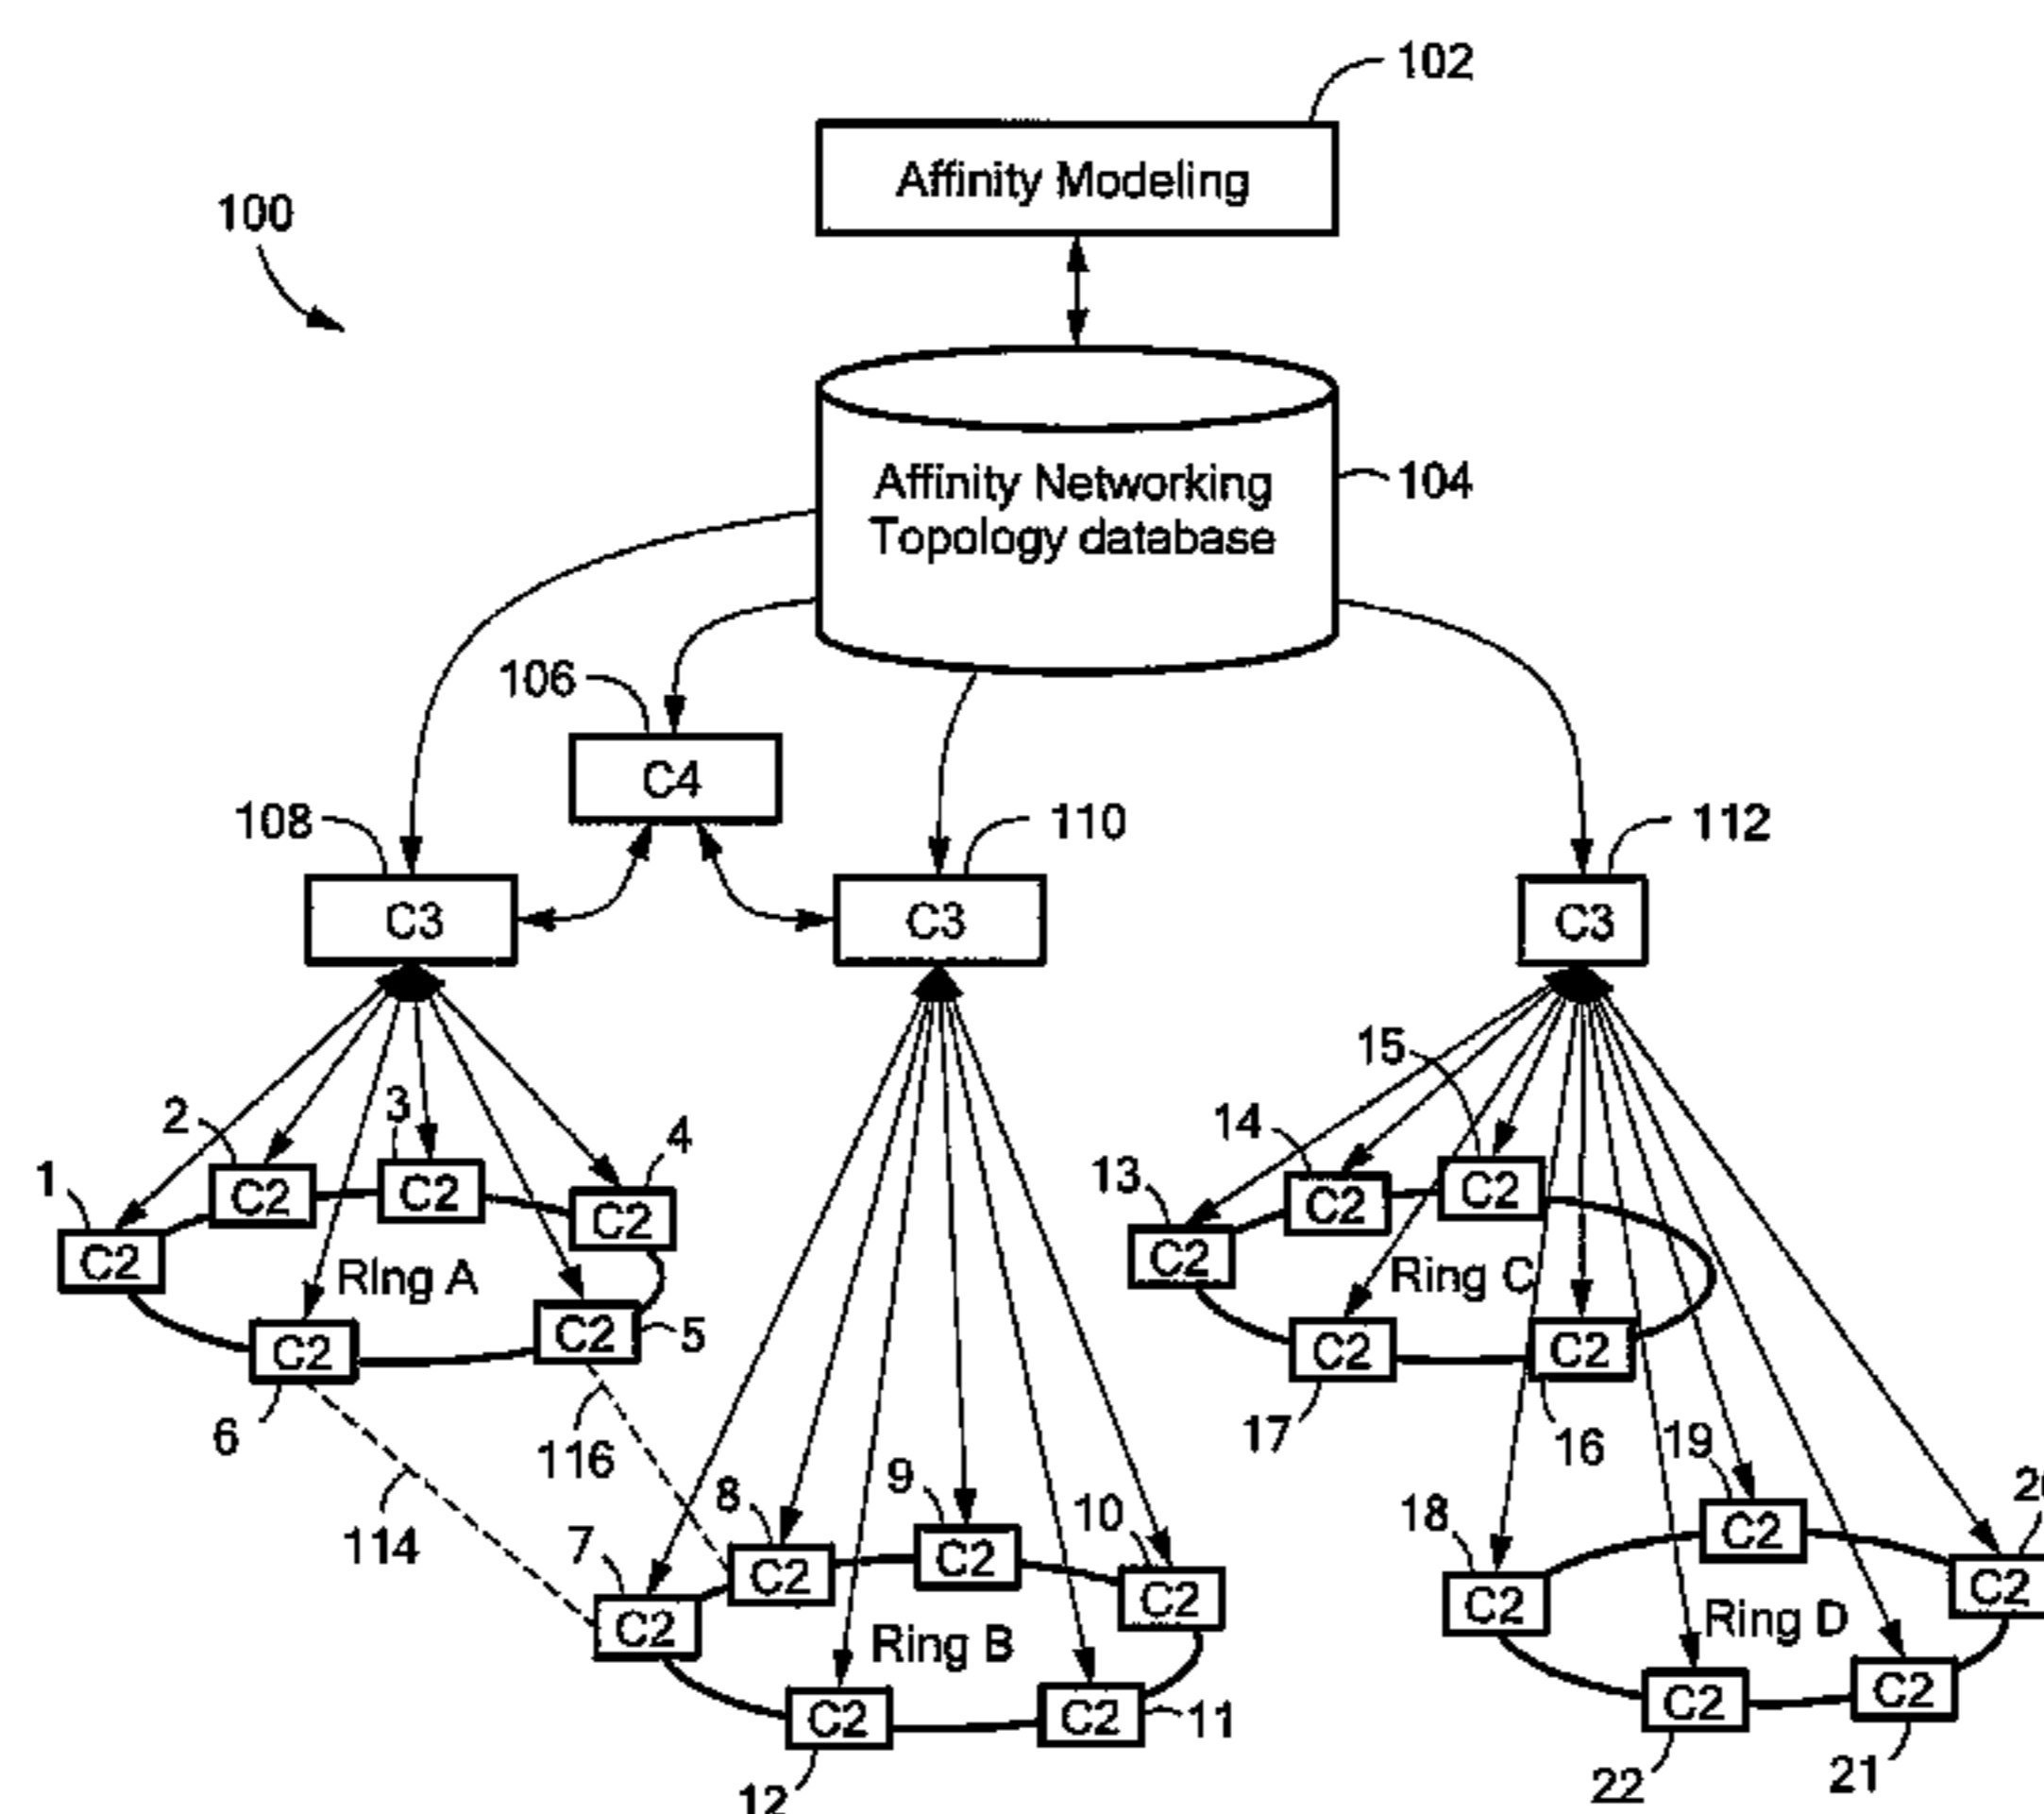 102
Affinity Modeling
100
Affinity Networking
Topology database
104
106
C4
108
110
112
C3
C3
C3
15
2
3
4
14
1
13
C2
C2
C2
C2
C2
C2
C2
C2
Ring A
Ring C
C2
C2
5
C2
C2
6
116
17
16
19
114
8
9
10
18
7
C2
C2
C2
C2
C2
C2
C2
C2
Ring B
Ring D
C2
C2
11
C2
C2
12
22
21